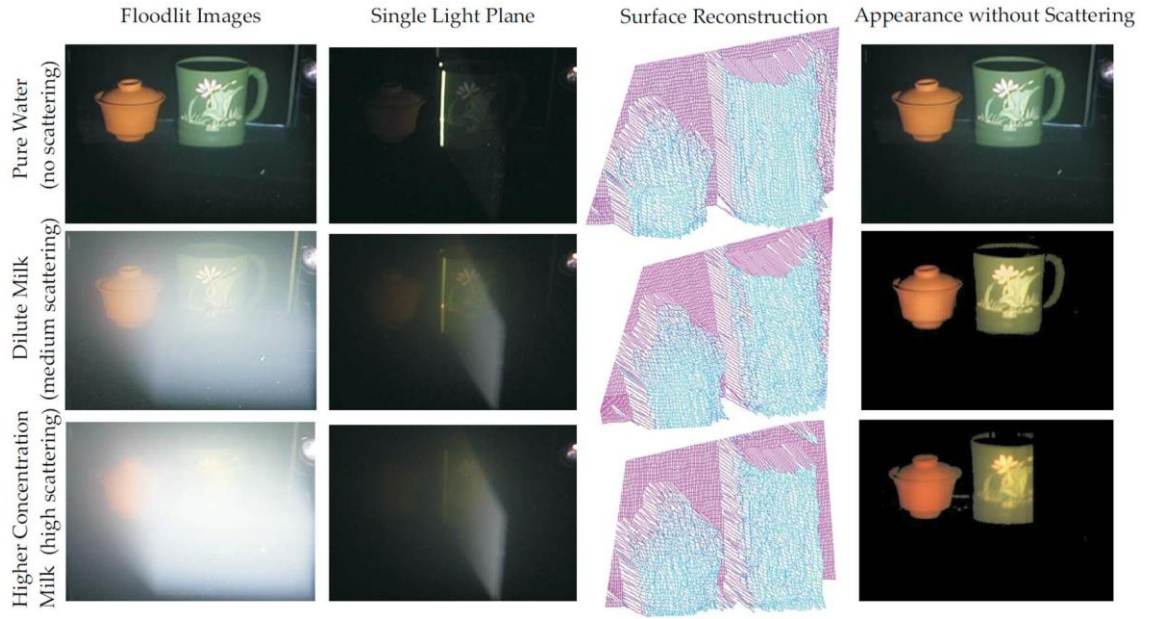 Floodlit Images
Single Light Plane
Surface Reconstruction
Appearance without Scattering
Pure Water
(no scattering)
Dilute Milk
(medium scattering)
Higher Concentration
Milk (high scattering)